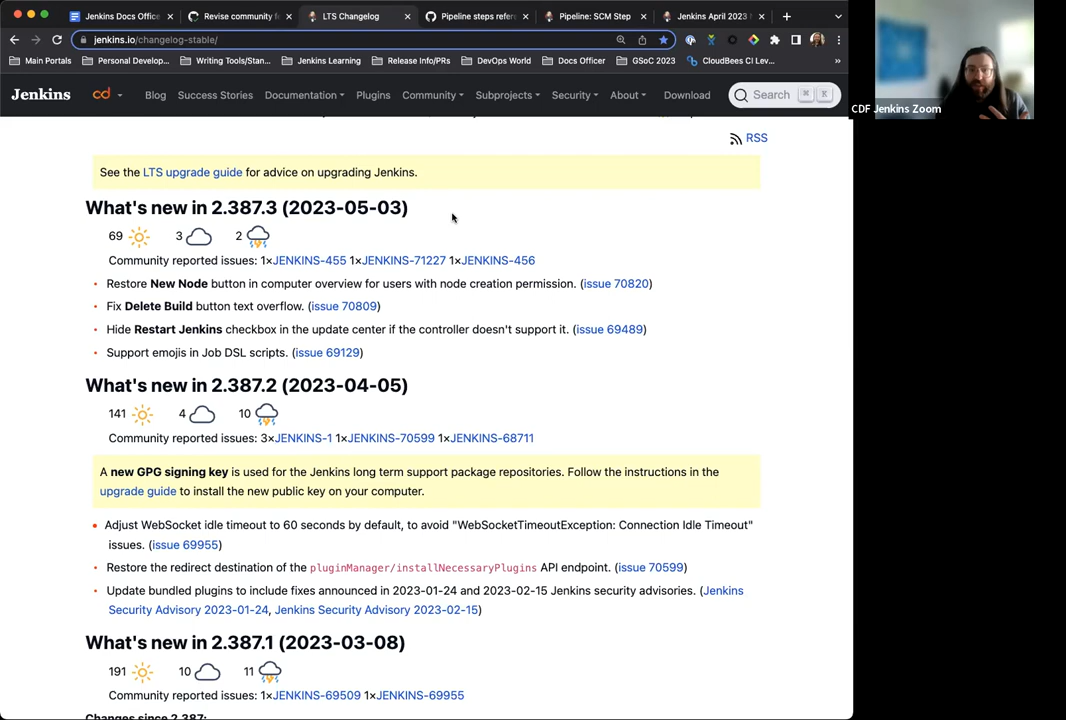 Jenkins Docs Office
Revise community f
LTS Changelog
Pipeline steps refer
Pipeline: SCM Step
Jenkins April 2023
jenkins.io/changelog-stable/
Main Portals
Personal Develop...
Writing Tools/Stan...
Jenkins Learning
Release Info/PRs
DevOps World
Docs Officer
GSoC 2023
CloudBees CI Lev...
»
Jenkins
cd
Blog
Success Stories
Documentation
Plugins
Community
Subprojects
Security
About
Download
Search
⌘
K
CDF Jenkins Zoom
RSS
See the LTS upgrade guide for advice on upgrading Jenkins.
What's new in 2.387.3 (2023-05-03)
69 3 2
Community reported issues: 1×JENKINS-455 1×JENKINS-71227 1×JENKINS-456
• Restore New Node button in computer overview for users with node creation permission. (issue 70820)
• Fix Delete Build button text overflow. (issue 70809)
• Hide Restart Jenkins checkbox in the update center if the controller doesn't support it. (issue 69489)
• Support emojis in Job DSL scripts. (issue 69129)
What's new in 2.387.2 (2023-04-05)
141 4 10
Community reported issues: 3×JENKINS-1 1×JENKINS-70599 1×JENKINS-68711
A new GPG signing key is used for the Jenkins long term support package repositories. Follow the instructions in the
upgrade guide to install the new public key on your computer.
• Adjust WebSocket idle timeout to 60 seconds by default, to avoid "WebSocketTimeoutException: Connection Idle Timeout"
issues. (issue 69955)
• Restore the redirect destination of the pluginManager/installNecessaryPlugins API endpoint. (issue 70599)
• Update bundled plugins to include fixes announced in 2023-01-24 and 2023-02-15 Jenkins security advisories. (Jenkins
Security Advisory 2023-01-24, Jenkins Security Advisory 2023-02-15)
What's new in 2.387.1 (2023-03-08)
191 10 11
Community reported issues: 1×JENKINS-69509 1×JENKINS-69955
Changes since 2.387: